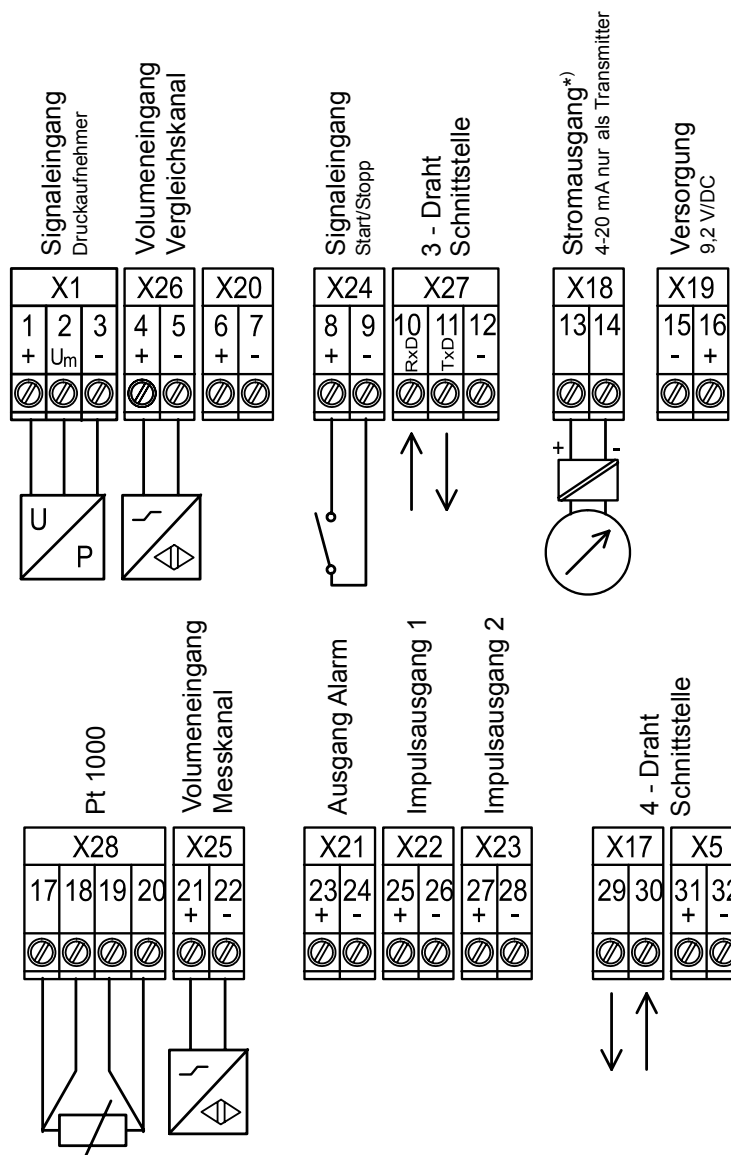 Signaleingang
Druckaufnehmer
Volumeneingang
Vergleichskanal
Signaleingang
Start/Stopp
3 - Draht
Schnittstelle
Stromausgang*)
4-20 mA nur als Transmitter
Versorgung
9,2 V/DC
X1 X26 X20 X24 X27 X18 X19
1 2 3 4 5 6 7 8 9 10 11 12 13 14 15 16
+ Um - + - + - + - RxD TxD - - +
+ -
U
P
Pt 1000
Volumeneingang
Messkanal
Ausgang Alarm
Impulsausgang 1
Impulsausgang 2
4 - Draht
Schnittstelle
X28 X25 X21 X22 X23 X17 X5
17 18 19 20 21 22 23 24 25 26 27 28 29 30 31 32
+ - + - + - + - + -